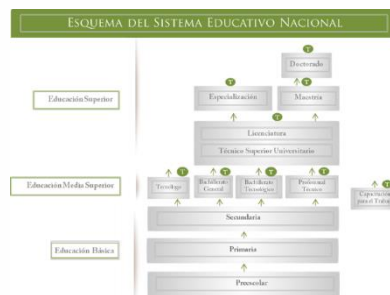 Esquema del Sistema Educativo Nacional
T
Doctorado
T
T
Educación Superior
Especialización
Maestría
T
Licenciatura
Técnico Superior Universitario
T
T
T
T
T
Educación Media Superior
Tecnólogo
Bachillerato
General
Bachillerato
Tecnológico
Profesional
Técnico
Capacitación
para el Trabajo
Secundaria
Educación Básica
Primaria
Preescolar